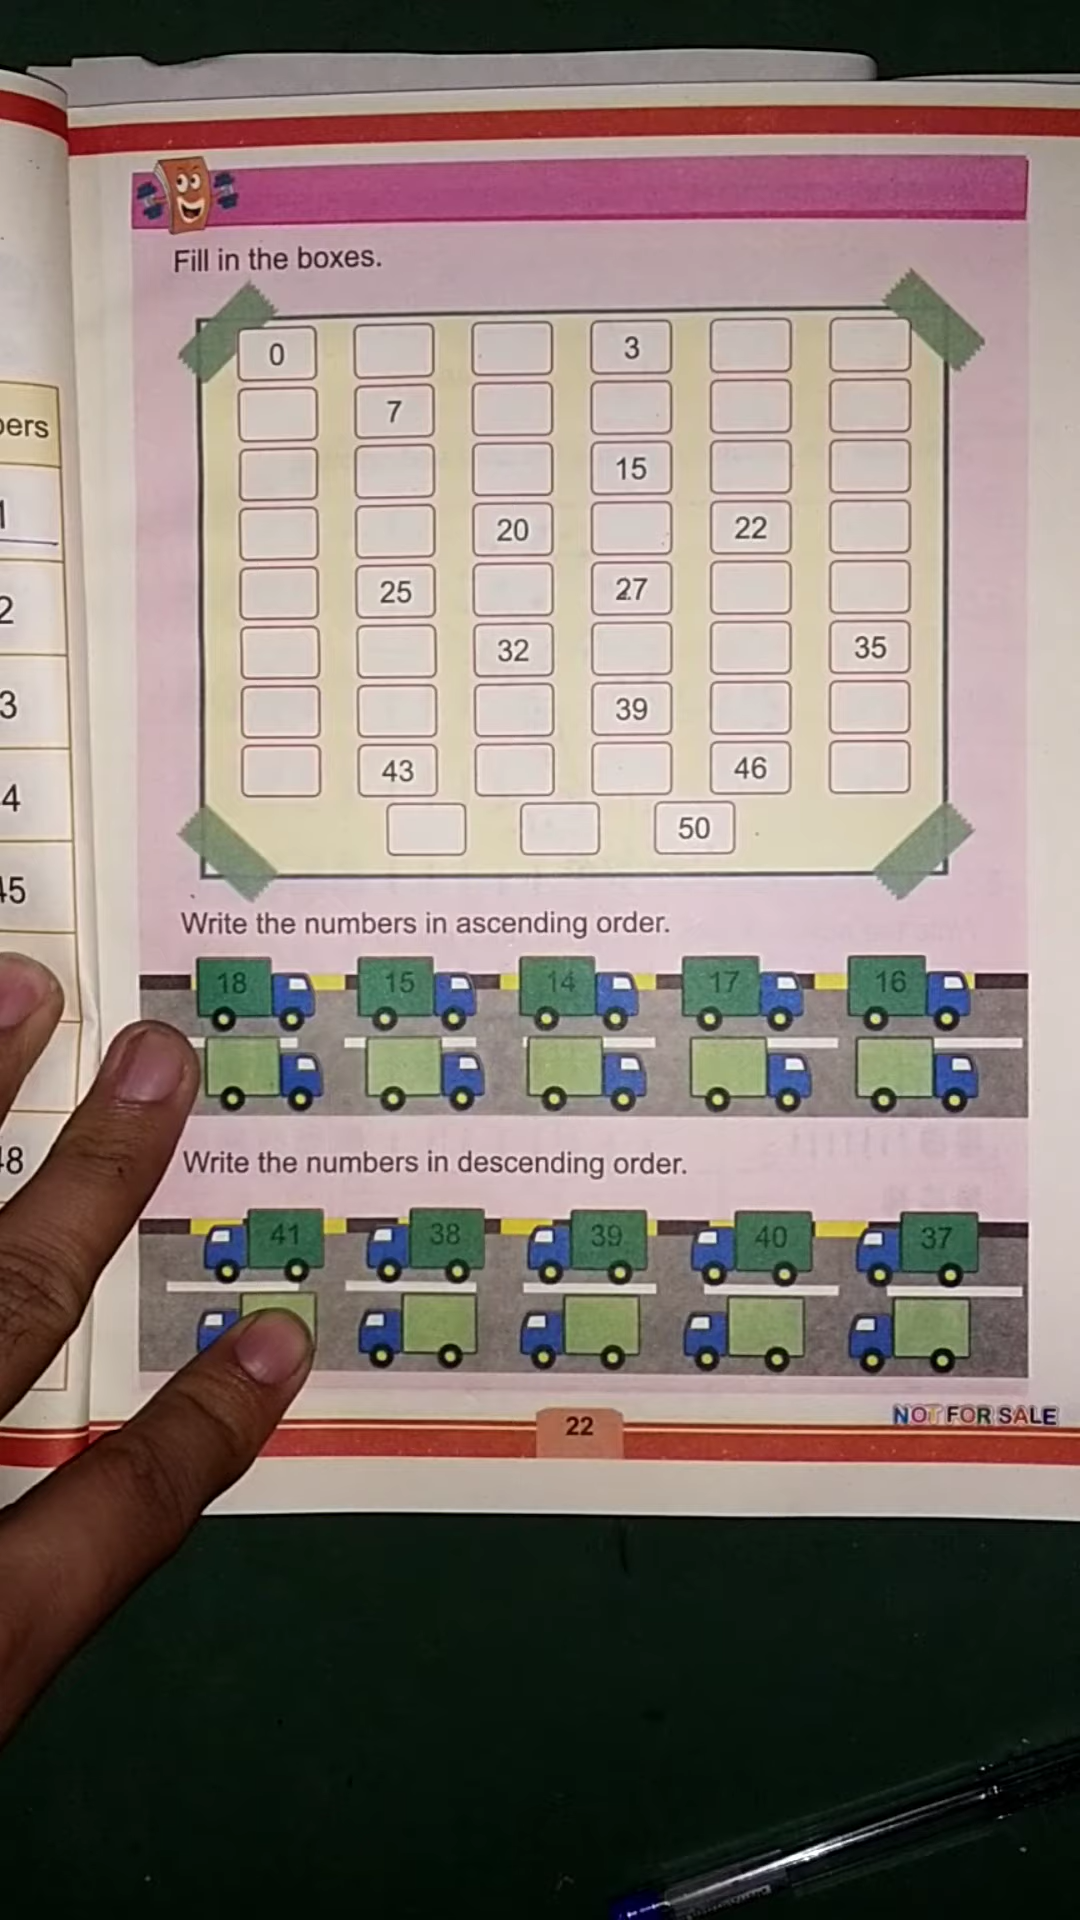 Fill in the boxes.
0 3
7
15
20 22
25 27
32 35
39
43 46
50
Write the numbers in ascending order.
18 15 14 17 16
Write the numbers in descending order.
41 38 39 40 37
22
NOT FOR SALE
bers
1
2
3
4
45
48